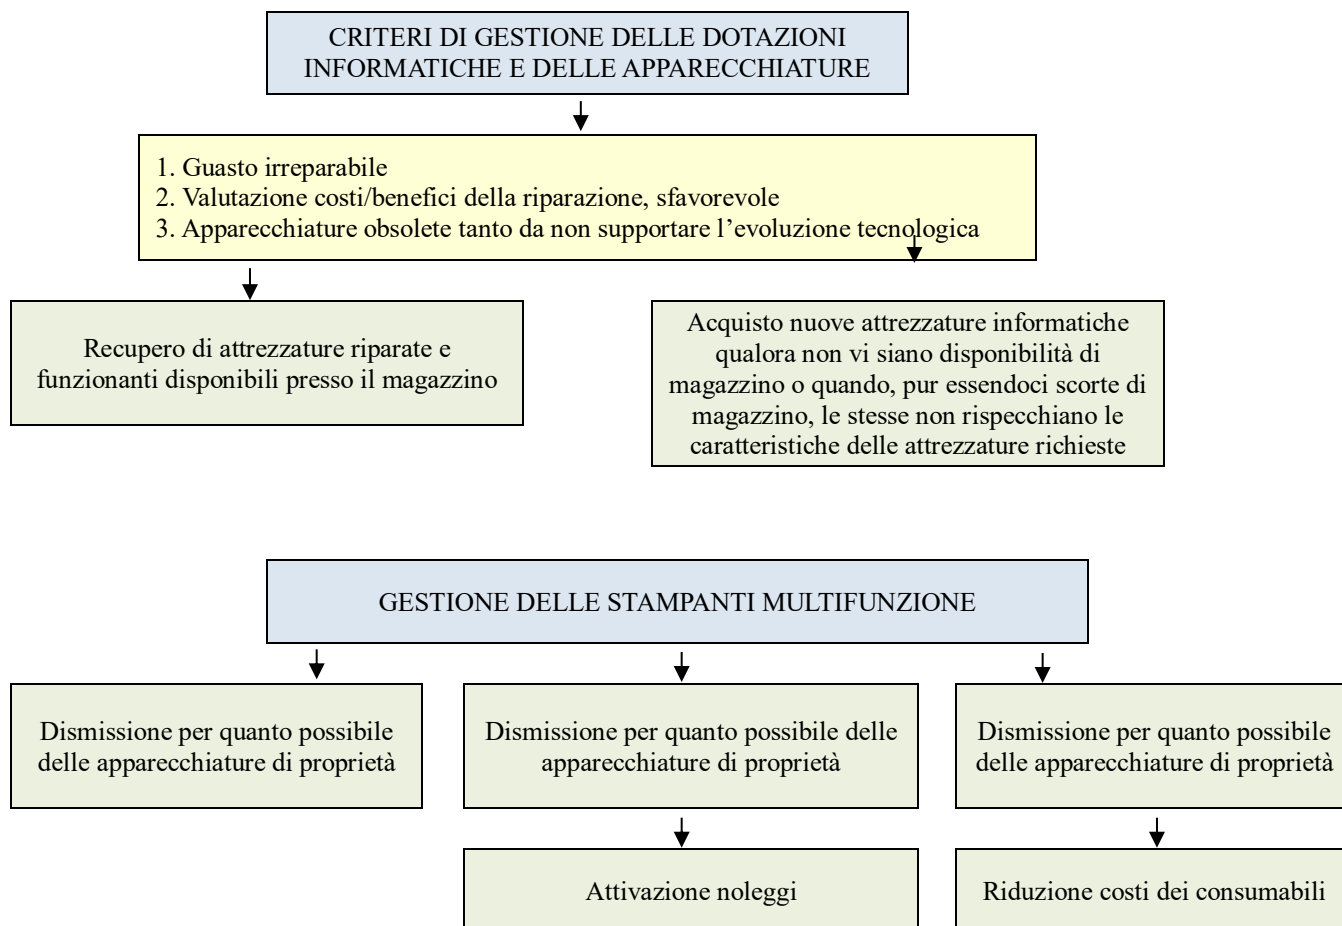 CRITERI DI GESTIONE DELLE DOTAZIONI
INFORMATICHE E DELLE APPARECCHIATURE
1. Guasto irreparabile
2. Valutazione costi/benefici della riparazione, sfavorevole
3. Apparecchiature obsolete tanto da non supportare l’evoluzione tecnologica
Recupero di attrezzature riparate e
funzionanti disponibili presso il magazzino
Acquisto nuove attrezzature informatiche
qualora non vi siano disponibilità di
magazzino o quando, pur essendoci scorte di
magazzino, le stesse non rispecchiano le
caratteristiche delle attrezzature richieste
GESTIONE DELLE STAMPANTI MULTIFUNZIONE
Dismissione per quanto possibile
delle apparecchiature di proprietà
Dismissione per quanto possibile delle
apparecchiature di proprietà
Dismissione per quanto possibile
delle apparecchiature di proprietà
Attivazione noleggi
Riduzione costi dei consumabili